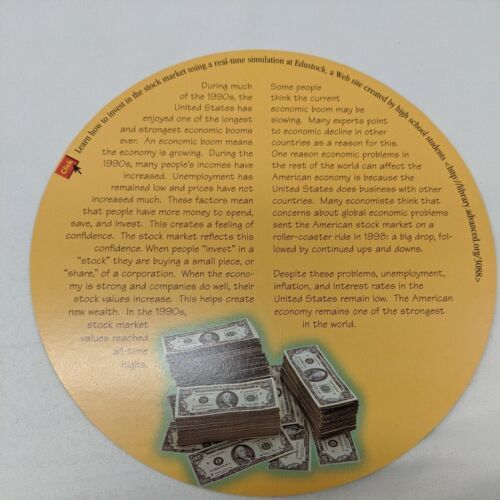 Learn how to invest in the stock market using a real-time simulation at Edustock, a Web site created by high school students <http://library.advanced.org/3088>
Click
During much
of the 1990s, the
United States has
enjoyed one of the longest
and strongest economic booms
ever. An economic boom means
the economy is growing. During the
1990s, many people's incomes have
increased. Unemployment has
remained low and prices have not
increased much. These factors mean
that people have more money to spend,
save, and invest. This creates a feeling of
confidence. The stock market reflects this
confidence. When people "invest" in a
"stock" they are buying a small piece, or
"share," of a corporation. When the econo-
my is strong and companies do well, their
stock values increase. This helps create
new wealth. In the 1990s,
stock market
values reached
all-time
highs.
Some people
think the current
economic boom may be
slowing. Many experts point
to economic decline in other
countries as a reason for this.
One reason economic problems in
the rest of the world can affect the
American economy is because the
United States does business with other
countries. Many economists think that
concerns about global economic problems
sent the American stock market on a
roller-coaster ride in 1998: a big drop, fol-
lowed by continued ups and downs.
Despite these problems, unemployment,
inflation, and interest rates in the
United States remain low. The American
economy remains one of the strongest
in the world.